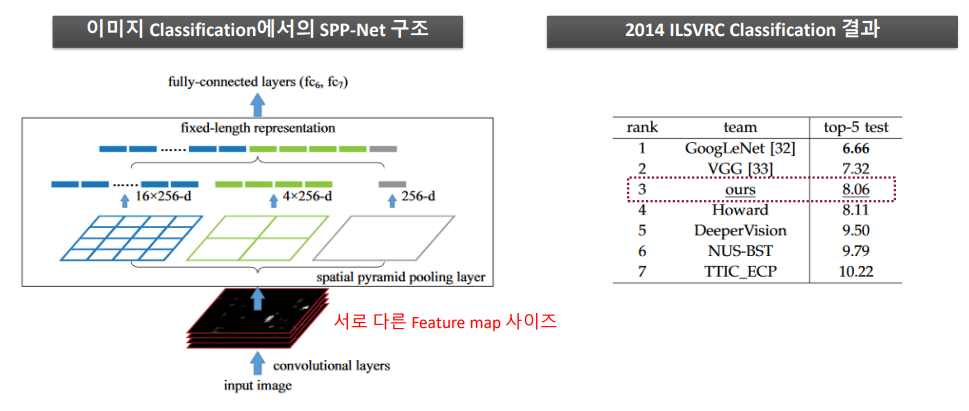 이미지 Classification에서의 SPP-Net 구조
fully-connected layers (fc6, fc7)
fixed-length representation
......
......
16×256-d
4×256-d
256-d
spatial pyramid pooling layer
서로 다른 Feature map 사이즈
convolutional layers
input image
2014 ILSVRC Classification 결과
rank team top-5 test
1 GoogLeNet [32] 6.66
2 VGG [33] 7.32
3 ours 8.06
4 Howard 8.11
5 DeeperVision 9.50
6 NUS-BST 9.79
7 TTIC_ECP 10.22